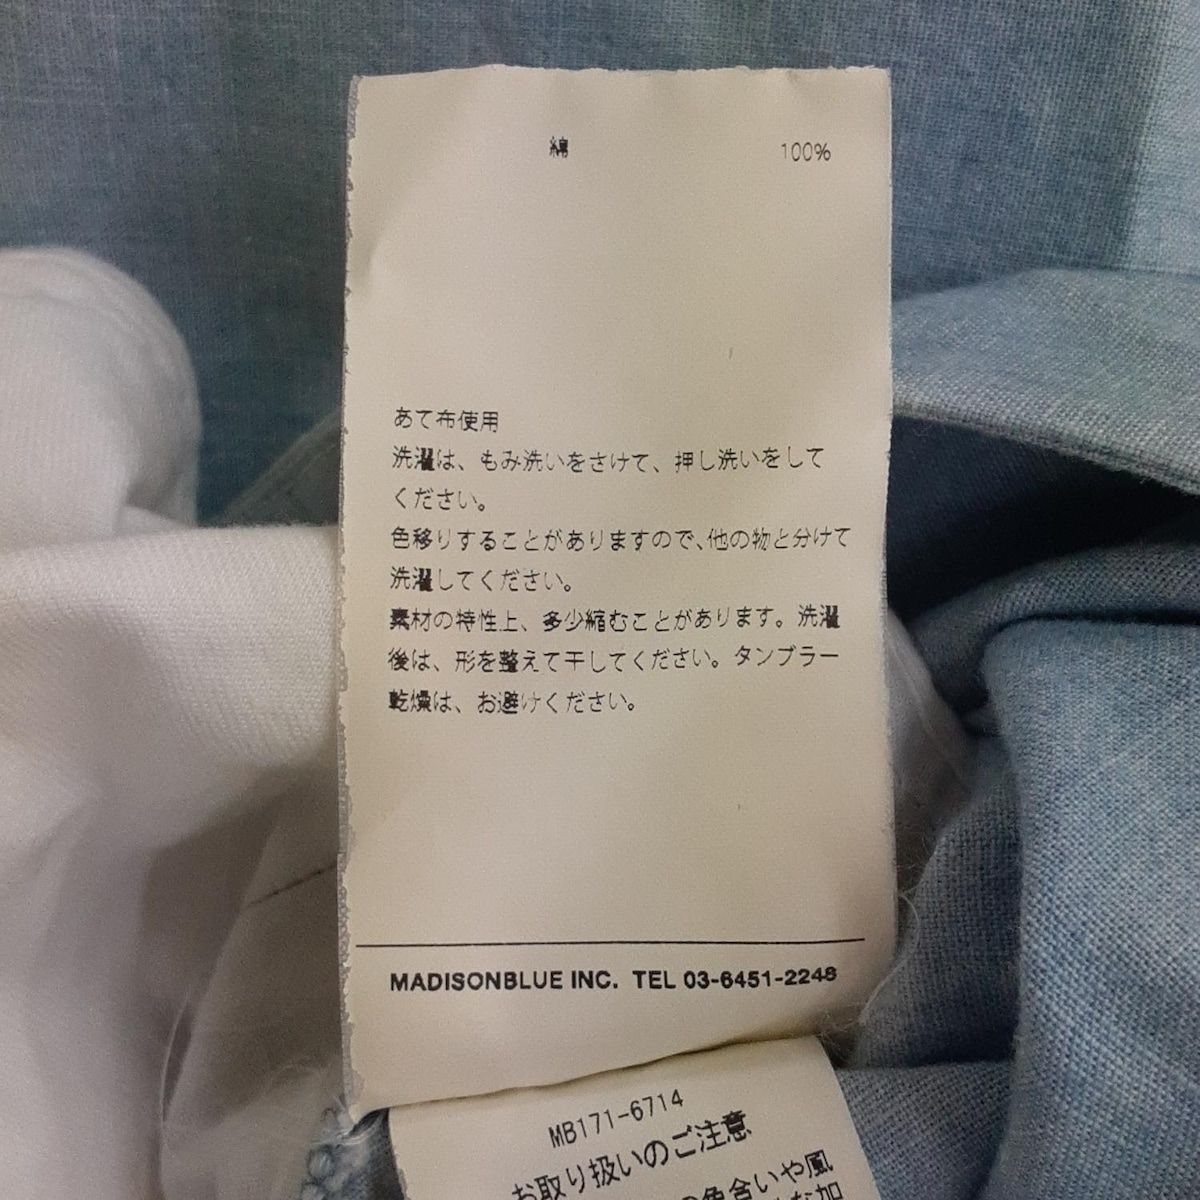 綿 100%
あて布使用
洗濯は、もみ洗いをさけて、押し洗いをして
ください。
色移りすることがありますので、他の物と分けて
洗濯してください。
素材の特性上、多少縮むことがあります。洗濯
後は、形を整えて干してください。タンブラー
乾燥は、お避けください。
MADISONBLUE INC. TEL 03-6451-2248
MB171-6714
お取り扱いのご注意
の色合いや風